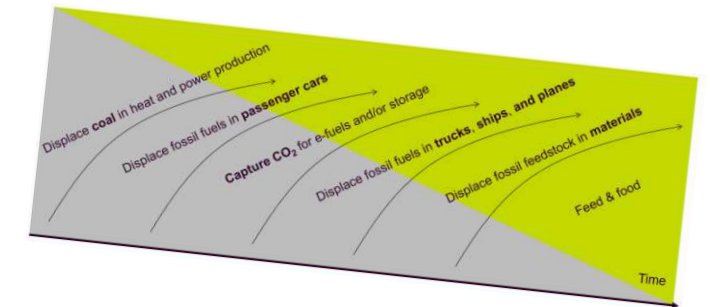 Displace coal in heat and power production
Displace fossil fuels in passenger cars
Capture CO₂ for e-fuels and/or storage
Displace fossil fuels in trucks, ships, and planes
Displace fossil feedstock in materials
Feed & food
Time